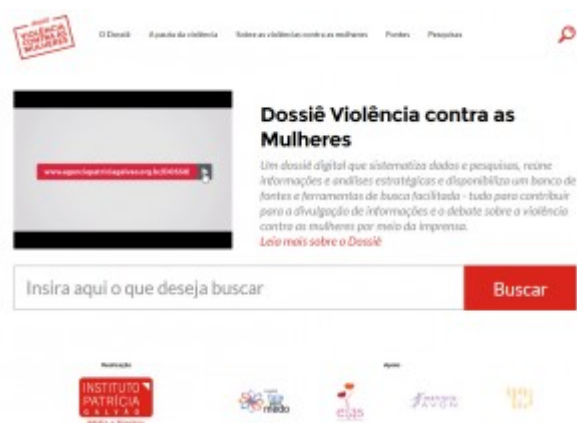 dossiê
VIOLÊNCIA
CONTRA AS
MULHERES
O Dossiê A pauta da violência Sobre as violências contra as mulheres Fontes Pesquisas
www.agenciapatriciagalvao.org.br/DOSSIE
Dossiê Violência contra as
Mulheres
Um dossiê digital que sistematiza dados e pesquisas, reúne
informações e análises estratégicas e disponibiliza um banco de
fontes e ferramentas de busca facilitada - tudo para contribuir
para a divulgação de informações e o debate sobre a violência
contra as mulheres por meio da imprensa.
Leia mais sobre o Dossiê
Insira aqui o que deseja buscar
Buscar
Realização
Apoio
INSTITUTO
PATRÍCIA
GALVÃO
medo
elas
AVON